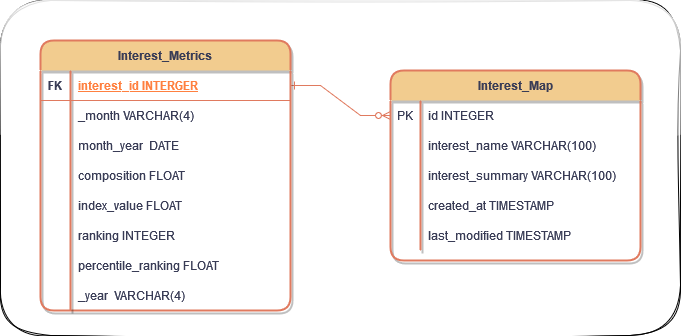 Interest_Metrics
FK interest_id INTERGER
_month VARCHAR(4)
month_year DATE
composition FLOAT
index_value FLOAT
ranking INTEGER
percentile_ranking FLOAT
_year VARCHAR(4)
Interest_Map
PK id INTEGER
interest_name VARCHAR(100)
interest_summary VARCHAR(100)
created_at TIMESTAMP
last_modified TIMESTAMP